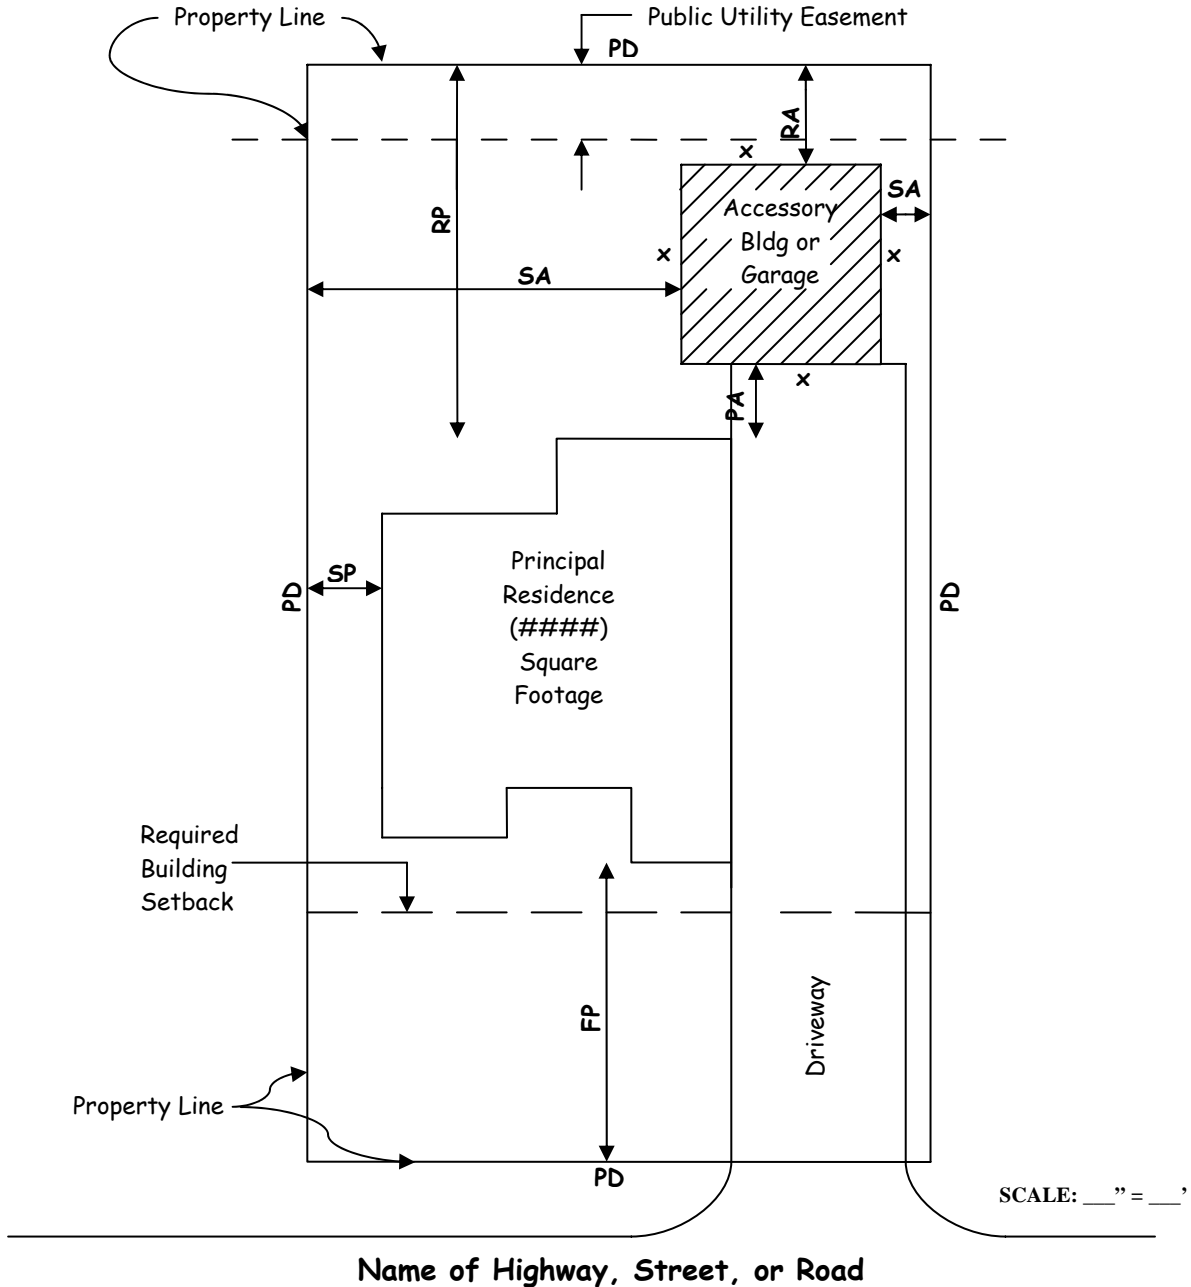 Property Line
Public Utility Easement
PD
RA
x
SA
RP
Accessory
Bldg or
Garage
x
x
SA
x
PA
SP
PD
Principal
Residence
(####)
Square
Footage
PD
Required
Building
Setback
FP
Driveway
Property Line
PD
SCALE: ___” = ___’
Name of Highway, Street, or Road